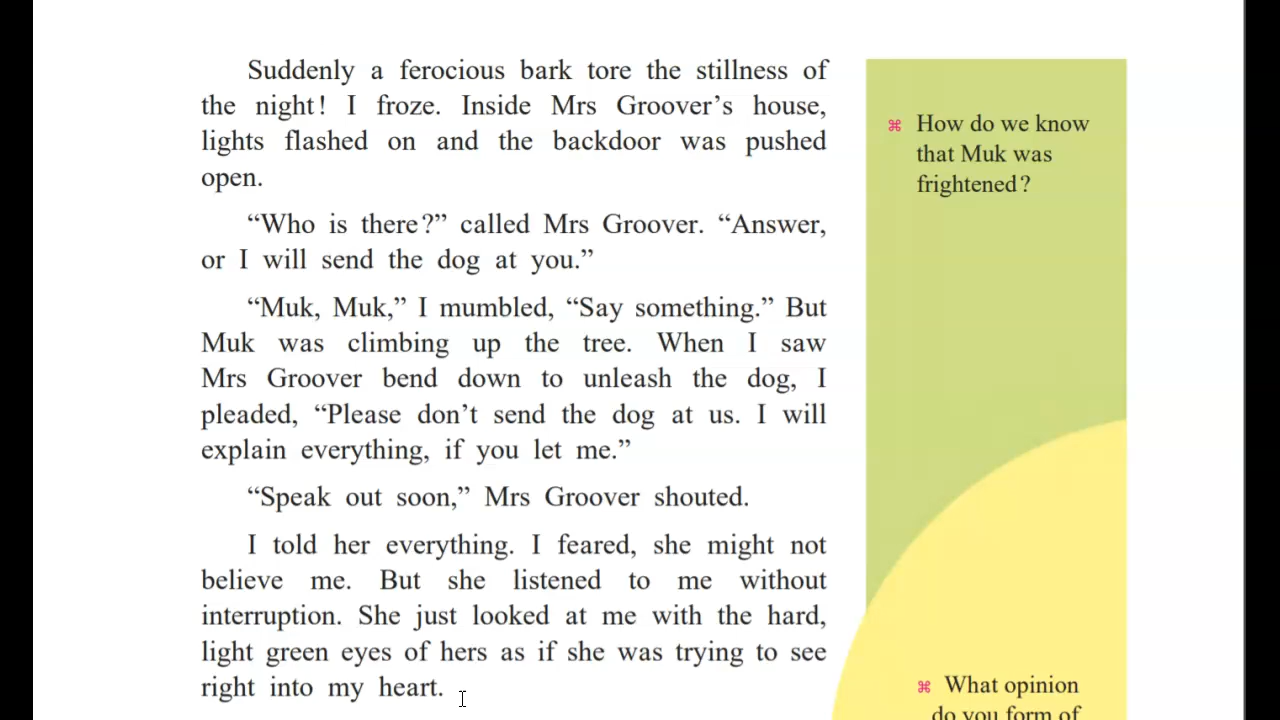 Suddenly a ferocious bark tore the stillness of
the night! I froze. Inside Mrs Groover’s house,
lights flashed on and the backdoor was pushed
open.
“Who is there?” called Mrs Groover. “Answer,
or I will send the dog at you.”
“Muk, Muk,” I mumbled, “Say something.” But
Muk was climbing up the tree. When I saw
Mrs Groover bend down to unleash the dog, I
pleaded, “Please don’t send the dog at us. I will
explain everything, if you let me.”
“Speak out soon,” Mrs Groover shouted.
I told her everything. I feared, she might not
believe me. But she listened to me without
interruption. She just looked at me with the hard,
light green eyes of hers as if she was trying to see
right into my heart.
⌘ How do we know
that Muk was
frightened?
⌘ What opinion
do you form of